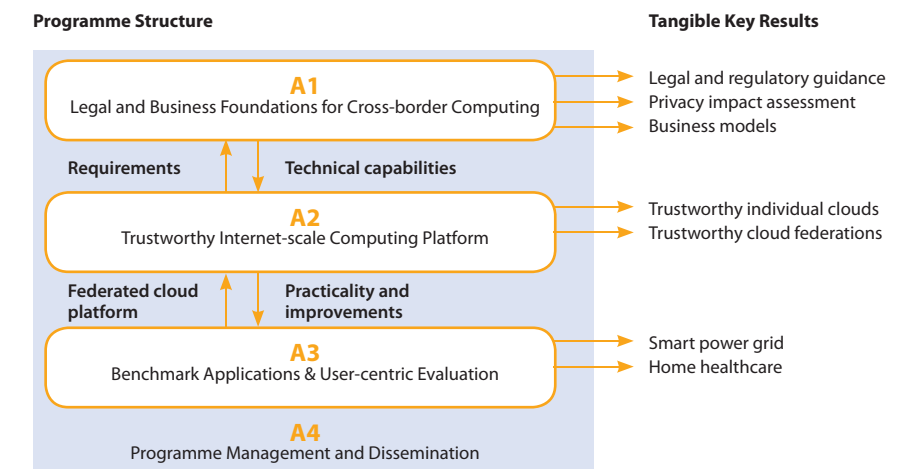 Programme Structure
Tangible Key Results
A1
Legal and Business Foundations for Cross-border Computing
Legal and regulatory guidance
Privacy impact assessment
Business models
Requirements
Technical capabilities
A2
Trustworthy Internet-scale Computing Platform
Trustworthy individual clouds
Trustworthy cloud federations
Federated cloud
platform
Practicality and
improvements
A3
Benchmark Applications & User-centric Evaluation
Smart power grid
Home healthcare
A4
Programme Management and Dissemination